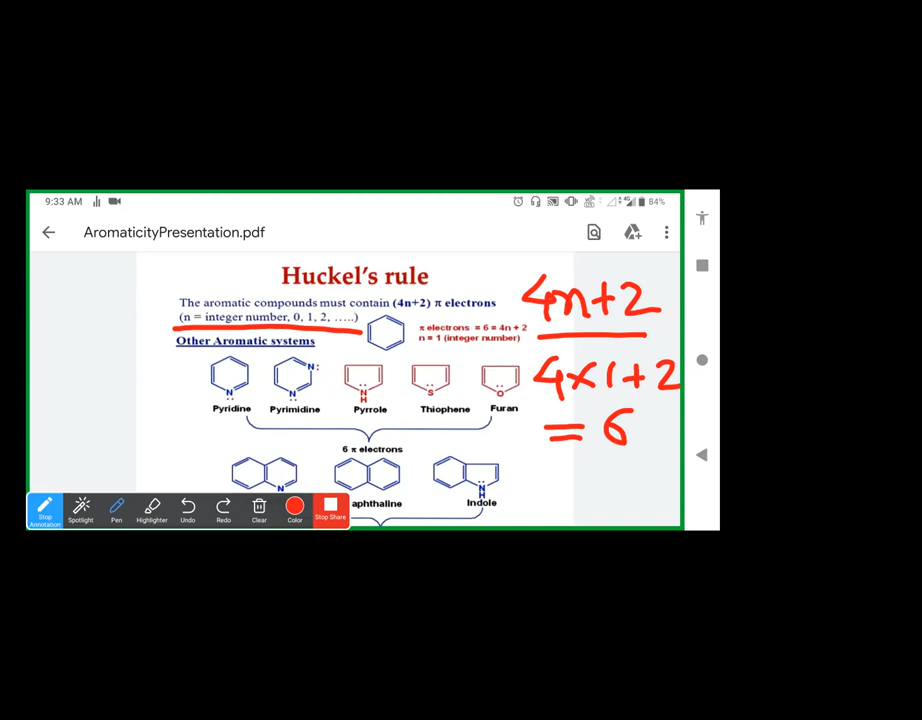 9:33 AM
4G
84%
AromaticityPresentation.pdf
Huckel's rule
The aromatic compounds must contain (4n+2) π electrons
(n = integer number, 0, 1, 2, …..)
4n+2
π electrons = 6 = 4n + 2
n = 1 (integer number)
Other Aromatic systems
4×1+2
= 6
N:
N
N
H
S
O
Pyridine Pyrimidine Pyrrole Thiophene Furan
6 π electrons
N
N
H
aphthaline Indole
Stop Annotation
Spotlight
Pen
Highlighter
Undo
Redo
Clear
Color
Stop Share